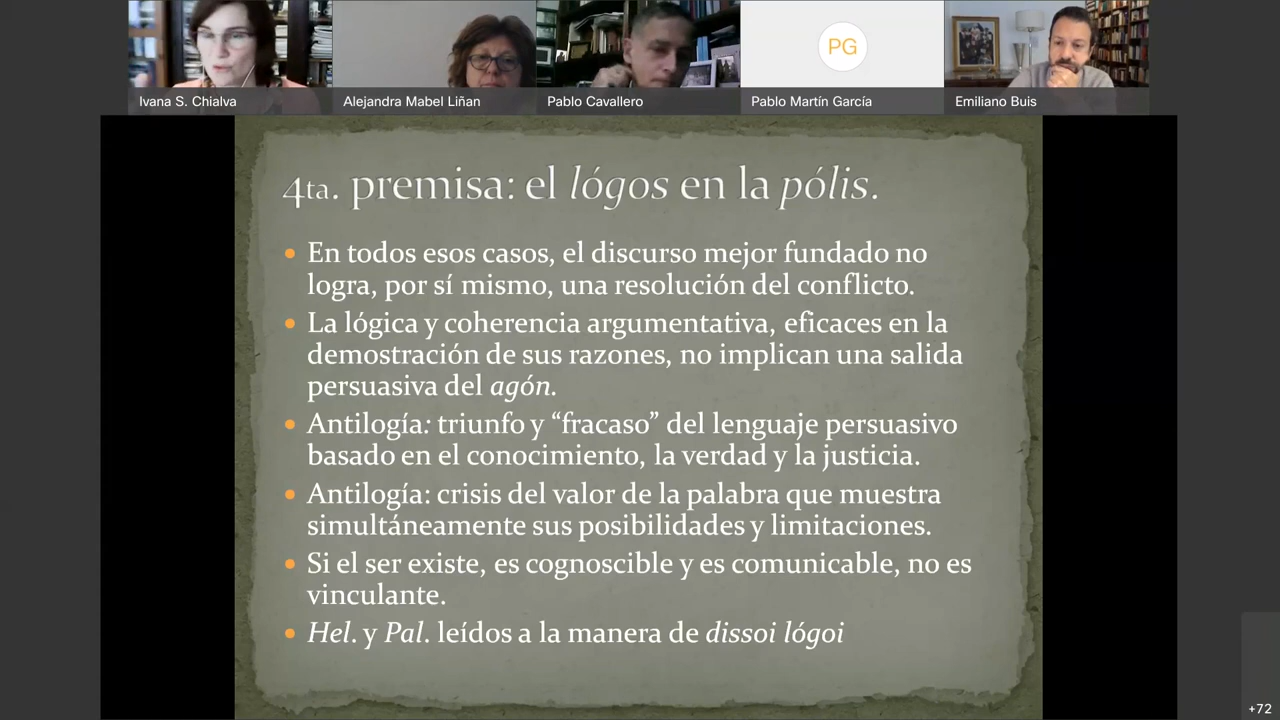 Ivana S. Chialva
Alejandra Mabel Liñan
Pablo Cavallero
PG
Pablo Martín García
Emiliano Buis
4ta. premisa: el lógos en la pólis.
• En todos esos casos, el discurso mejor fundado no
logra, por sí mismo, una resolución del conflicto.
• La lógica y coherencia argumentativa, eficaces en la
demostración de sus razones, no implican una salida
persuasiva del agón.
• Antilogía: triunfo y “fracaso” del lenguaje persuasivo
basado en el conocimiento, la verdad y la justicia.
• Antilogía: crisis del valor de la palabra que muestra
simultáneamente sus posibilidades y limitaciones.
• Si el ser existe, es cognoscible y es comunicable, no es
vinculante.
• Hel. y Pal. leídos a la manera de dissoi lógoi
+72